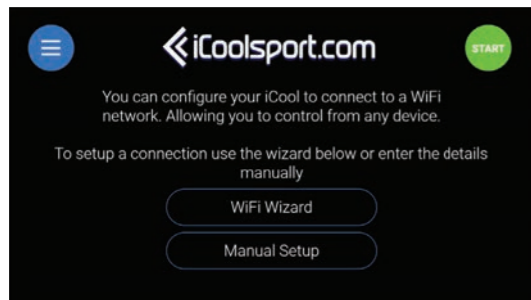 iCoolsport.com
START
You can configure your iCool to connect to a WiFi
network. Allowing you to control from any device.
To setup a connection use the wizard below or enter the details
manually
WiFi Wizard
Manual Setup